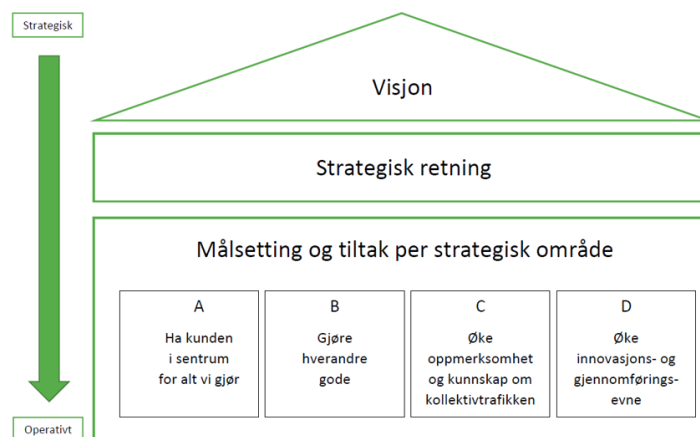 Strategisk
Visjon
Strategisk retning
Målsetting og tiltak per strategisk område
A
Ha kunden
i sentrum
for alt vi gjør
B
Gjøre
hverandre
gode
C
Øke
oppmerksomhet
og kunnskap om
kollektivtrafikken
D
Øke
innovasjons- og
gjennomførings-
evne
Operativt